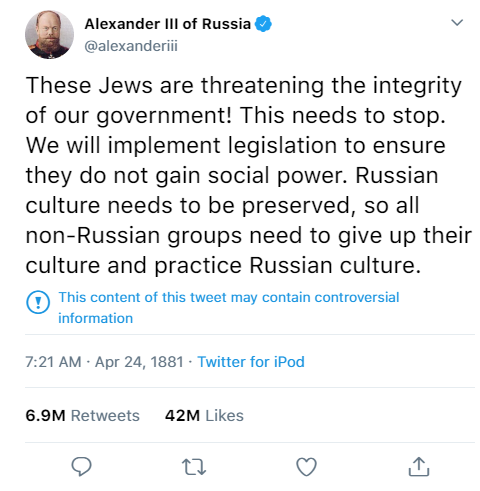 Alexander III of Russia
@alexanderiii
These Jews are threatening the integrity
of our government! This needs to stop.
We will implement legislation to ensure
they do not gain social power. Russian
culture needs to be preserved, so all
non-Russian groups need to give up their
culture and practice Russian culture.
This content of this tweet may contain controversial
information
7:21 AM · Apr 24, 1881 · Twitter for iPod
6.9M Retweets 42M Likes